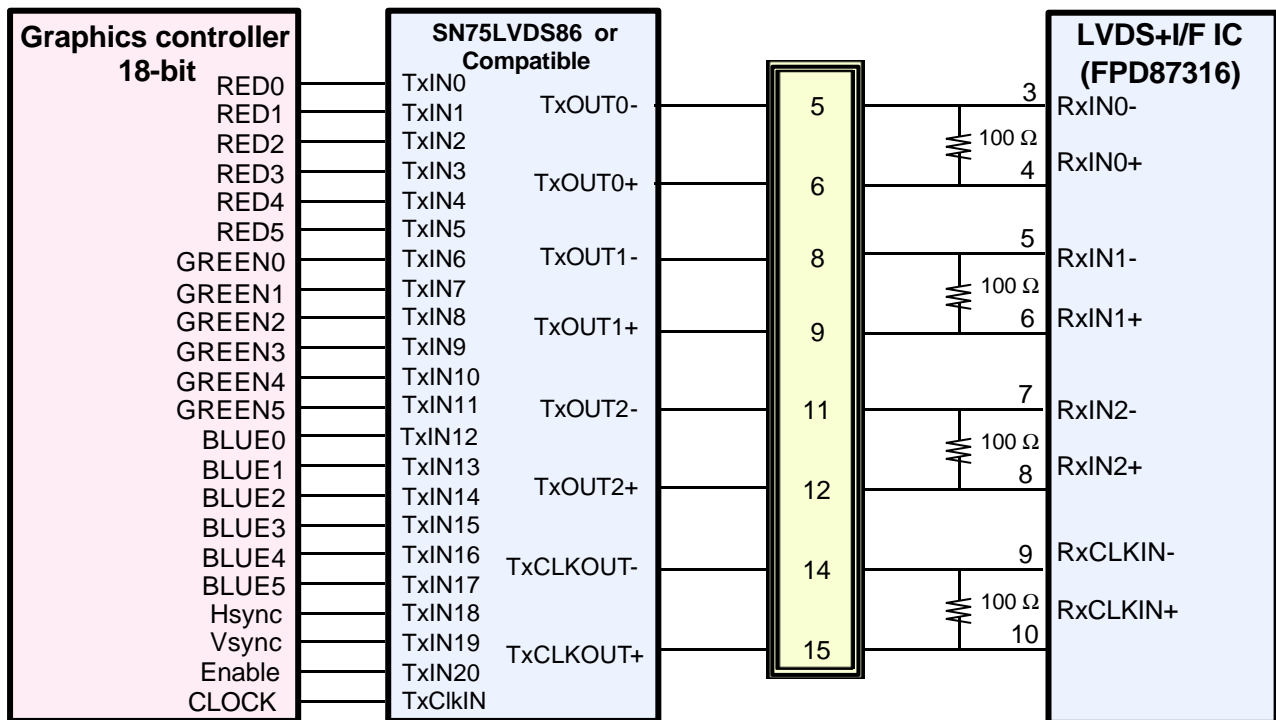 Graphics controller
18-bit
RED0
RED1
RED2
RED3
RED4
RED5
GREEN0
GREEN1
GREEN2
GREEN3
GREEN4
GREEN5
BLUE0
BLUE1
BLUE2
BLUE3
BLUE4
BLUE5
Hsync
Vsync
Enable
CLOCK
SN75LVDS86 or
Compatible
TxIN0
TxIN1
TxIN2
TxIN3
TxIN4
TxIN5
TxIN6
TxIN7
TxIN8
TxIN9
TxIN10
TxIN11
TxIN12
TxIN13
TxIN14
TxIN15
TxIN16
TxIN17
TxIN18
TxIN19
TxIN20
TxClkIN
TxOUT0-
TxOUT0+
TxOUT1-
TxOUT1+
TxOUT2-
TxOUT2+
TxCLKOUT-
TxCLKOUT+
5
6
8
9
11
12
14
15
3
100 Ω
4
5
100 Ω
6
7
100 Ω
8
9
100 Ω
10
LVDS+I/F IC
(FPD87316)
RxIN0-
RxIN0+
RxIN1-
RxIN1+
RxIN2-
RxIN2+
RxCLKIN-
RxCLKIN+